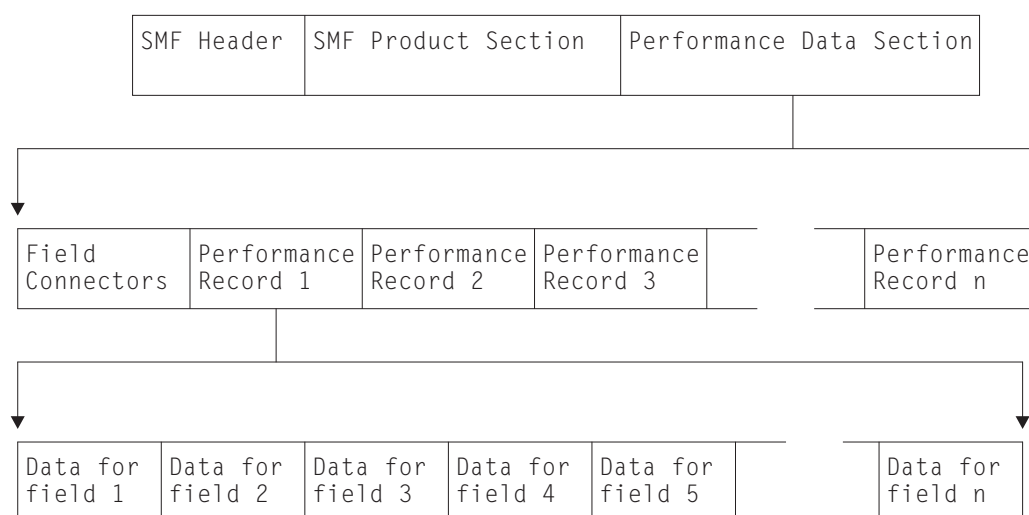 SMF Header SMF Product Section Performance Data Section
Field Connectors
Performance Record 1
Performance Record 2
Performance Record 3
Performance Record n
Data for field 1
Data for field 2
Data for field 3
Data for field 4
Data for field 5
Data for field n